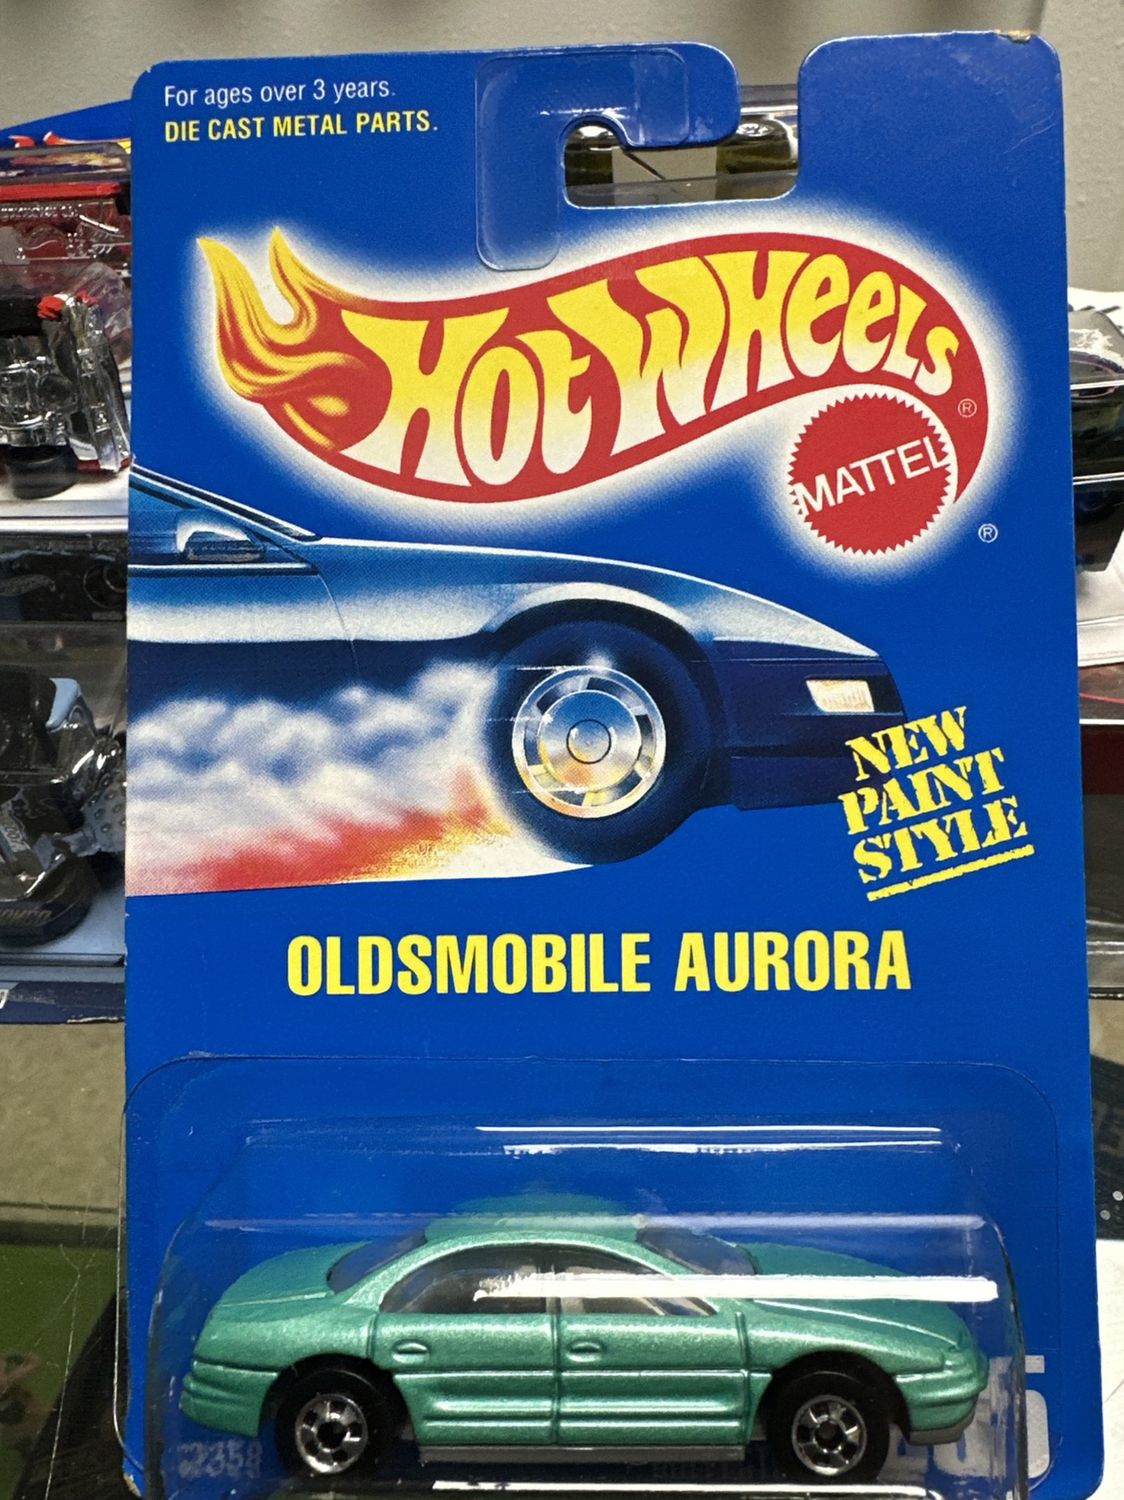 For ages over 3 years.
DIE CAST METAL PARTS.
HOT WHEELS ®
MATTEL
®
NEW
PAINT
STYLE
OLDSMOBILE AURORA